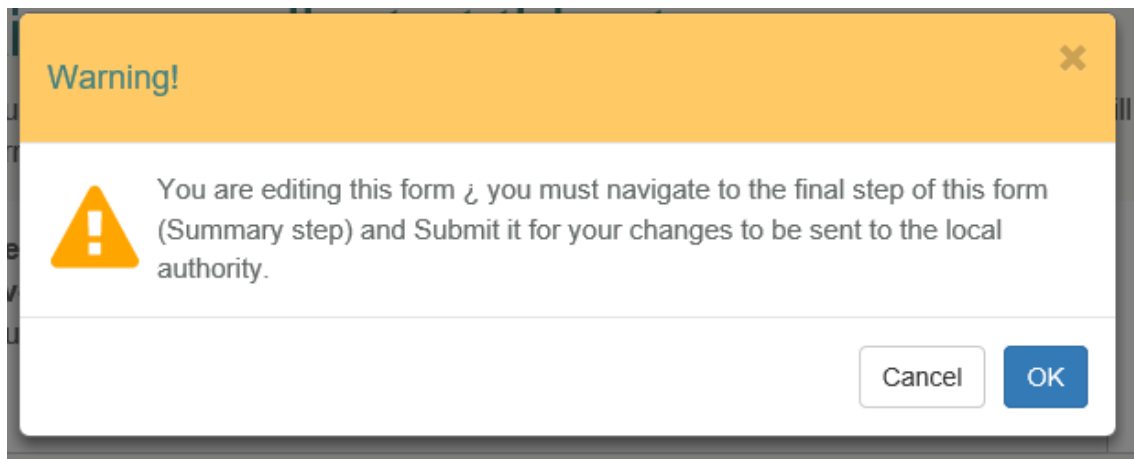 Warning!
You are editing this form ¿ you must navigate to the final step of this form
(Summary step) and Submit it for your changes to be sent to the local
authority.
Cancel
OK